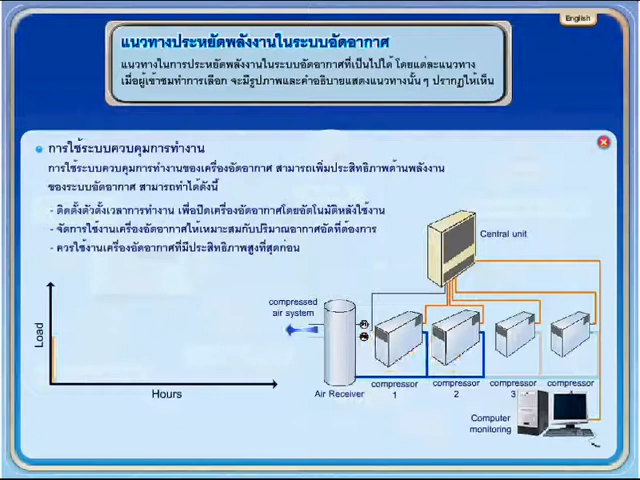 English
แนวทางประหยัดพลังงานในระบบอัดอากาศ
แนวทางในการประหยัดพลังงานในระบบอัดอากาศที่เป็นไปได้ โดยแต่ละแนวทาง
เมื่อผู้เข้าชมทำการเลือก จะมีรูปภาพและคำอธิบายแสดงแนวทางนั้น ๆ ปรากฏให้เห็น
การใช้ระบบควบคุมการทำงาน
การใช้ระบบควบคุมการทำงานของเครื่องอัดอากาศ สามารถเพิ่มประสิทธิภาพด้านพลังงาน
ของระบบอัดอากาศ สามารถทำได้ดังนี้
- ติดตั้งตัวตั้งเวลาการทำงาน เพื่อปิดเครื่องอัดอากาศโดยอัตโนมัติหลังใช้งาน
- จัดการใช้งานเครื่องอัดอากาศให้เหมาะสมกับปริมาณอากาศอัดที่ต้องการ
- ควรใช้งานเครื่องอัดอากาศที่มีประสิทธิภาพสูงที่สุดก่อน
Central unit
compressed
air system
Load
Hours
Air Receiver
compressor
1
compressor
2
compressor
3
compressor
Computer
monitoring